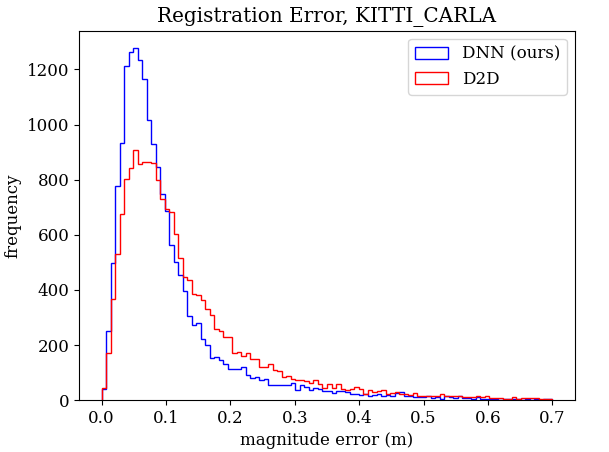 Registration Error, KITTI_CARLA
DNN (ours)
D2D
frequency
1200
1000
800
600
400
200
0
0.0 0.1 0.2 0.3 0.4 0.5 0.6 0.7
magnitude error (m)